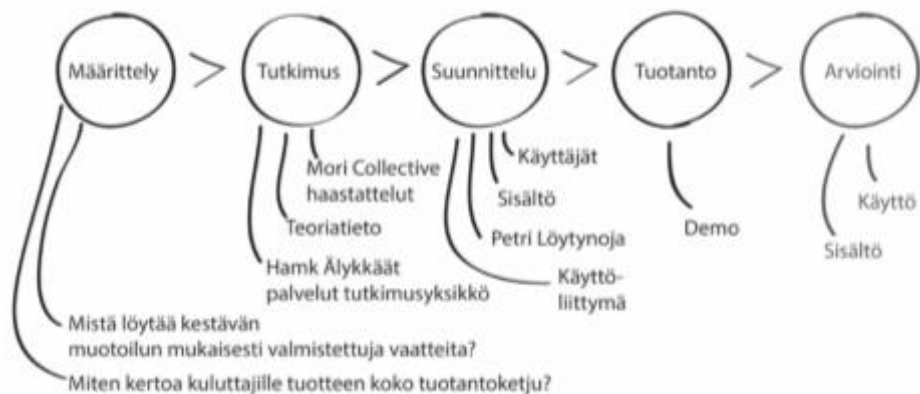 Määrittely > Tutkimus > Suunnittelu > Tuotanto > Arviointi
Mori Collective
haastattelut
Teoriatieto
Hamk Älykkäät
palvelut tutkimusyksikkö
Käyttäjät
Sisältö
Petri Löytynoja
Käyttö-
liittymä
Demo
Käyttö
Sisältö
Mistä löytää kestävän
muotoilun mukaisesti valmistettuja vaatteita?
Miten kertoa kuluttajille tuotteen koko tuotantoketju?